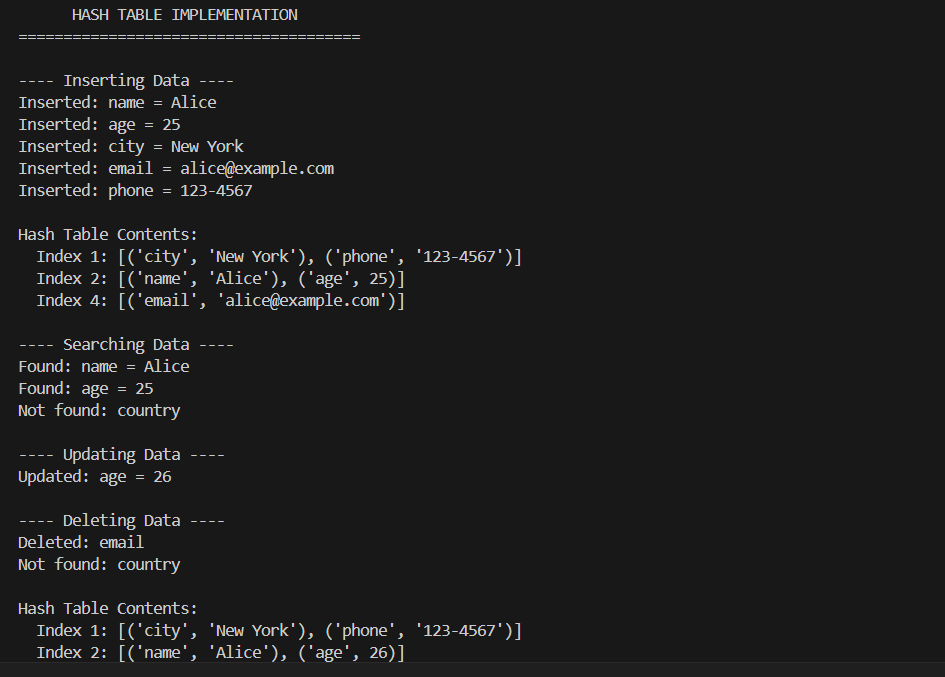 HASH TABLE IMPLEMENTATION
======================================
---- Inserting Data ----
Inserted: name = Alice
Inserted: age = 25
Inserted: city = New York
Inserted: email = alice@example.com
Inserted: phone = 123-4567
Hash Table Contents:
  Index 1: [('city', 'New York'), ('phone', '123-4567')]
  Index 2: [('name', 'Alice'), ('age', 25)]
  Index 4: [('email', 'alice@example.com')]
---- Searching Data ----
Found: name = Alice
Found: age = 25
Not found: country
---- Updating Data ----
Updated: age = 26
---- Deleting Data ----
Deleted: email
Not found: country
Hash Table Contents:
  Index 1: [('city', 'New York'), ('phone', '123-4567')]
  Index 2: [('name', 'Alice'), ('age', 26)]